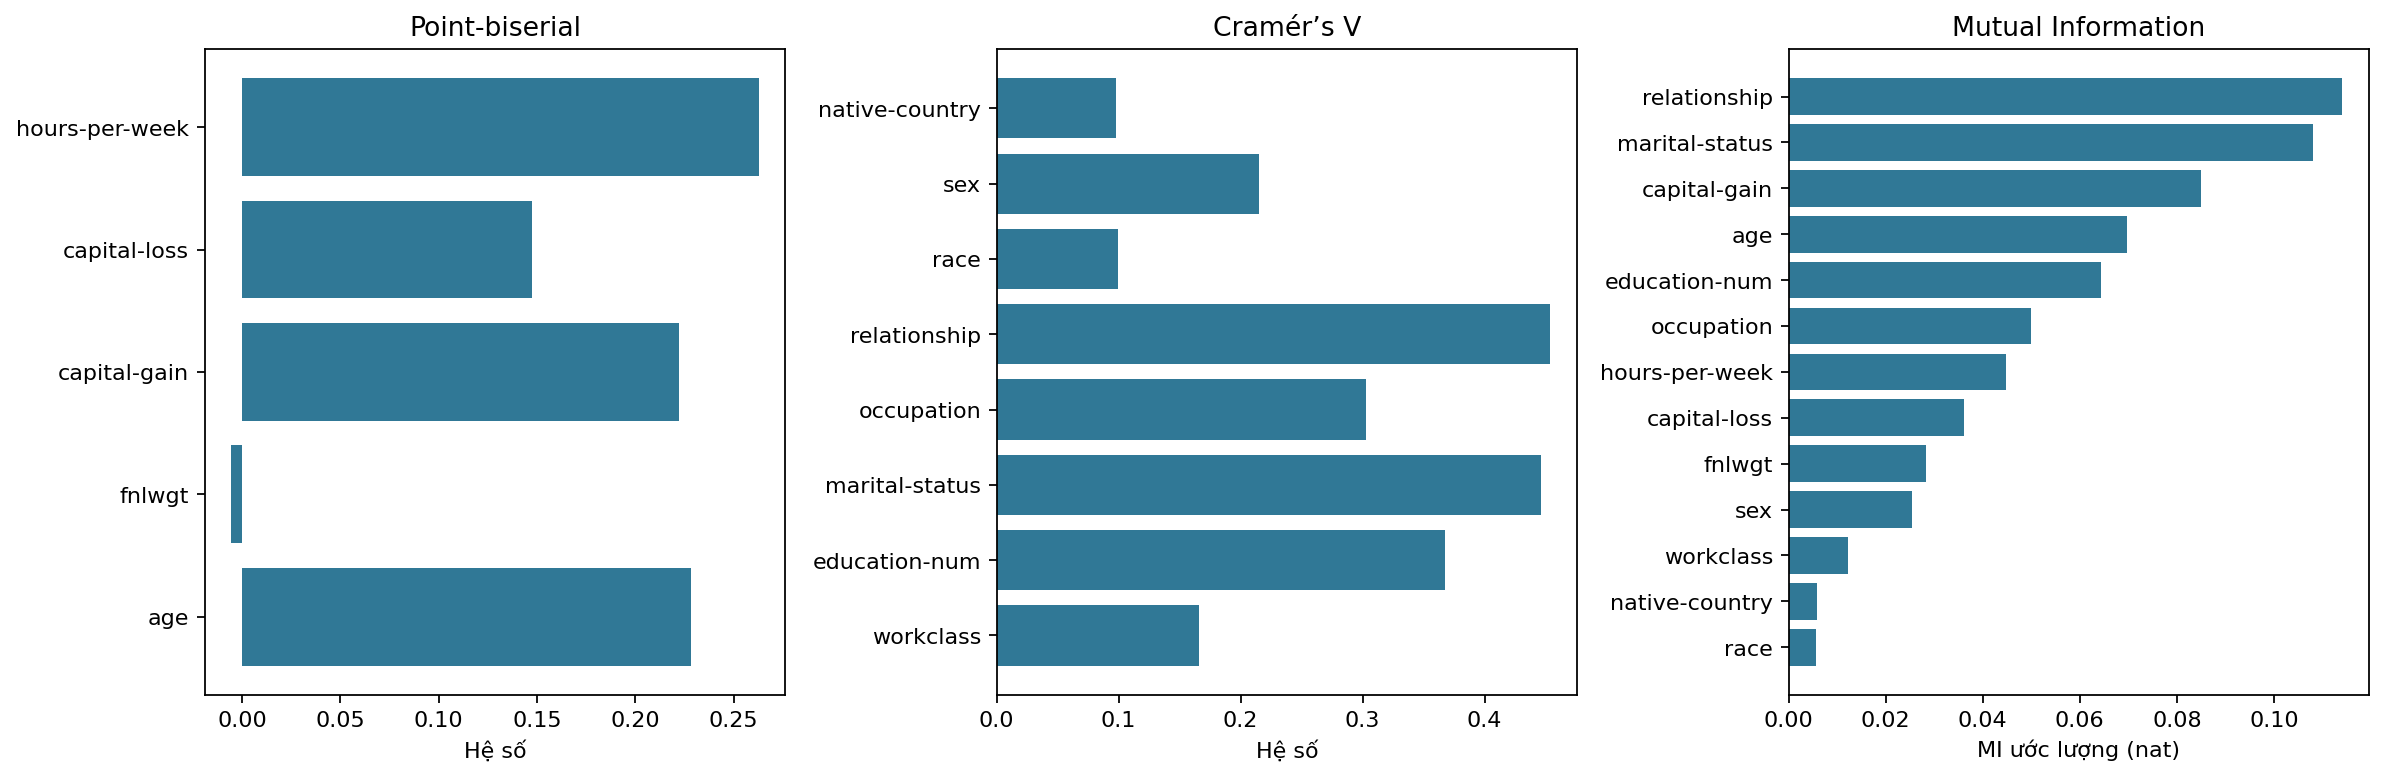 Point-biserial
hours-per-week
capital-loss
capital-gain
fnlwgt
age
0.00 0.05 0.10 0.15 0.20 0.25
Hệ số
Cramér’s V
native-country
sex
race
relationship
occupation
marital-status
education-num
workclass
0.0 0.1 0.2 0.3 0.4
Hệ số
Mutual Information
relationship
marital-status
capital-gain
age
education-num
occupation
hours-per-week
capital-loss
fnlwgt
sex
workclass
native-country
race
0.00 0.02 0.04 0.06 0.08 0.10
MI ước lượng (nat)